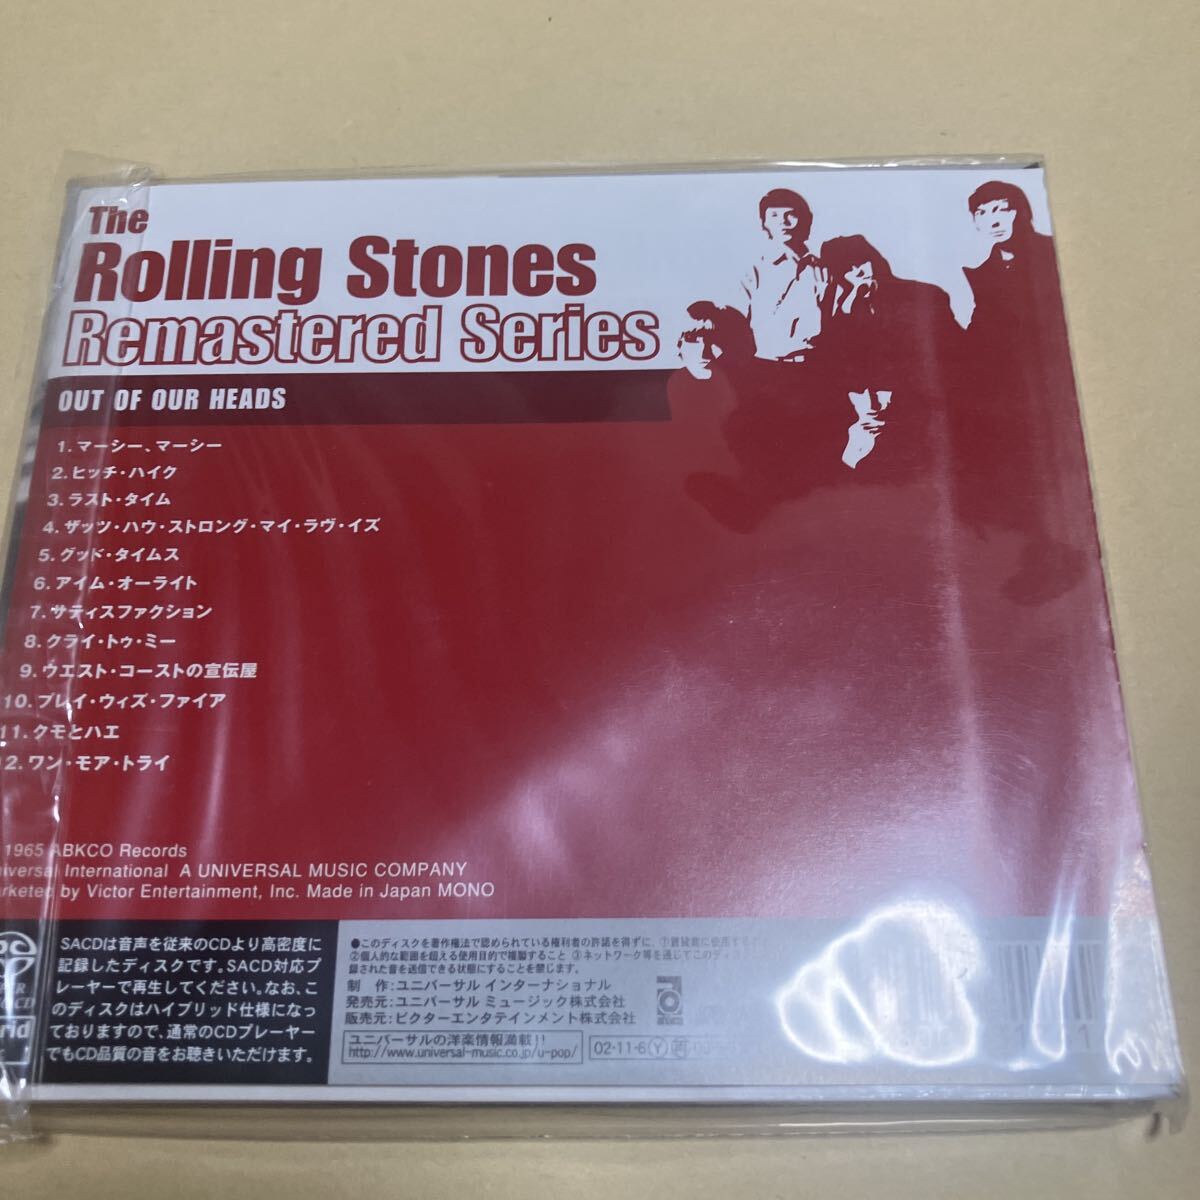 The
Rolling Stones
Remastered Series
OUT OF OUR HEADS
1. マーシー、マーシー
2. ヒッチ・ハイク
3. ラスト・タイム
4. ザッツ・ハウ・ストロング・マイ・ラヴ・イズ
5. グッド・タイムス
6. アイム・オーライト
7. サティスファクション
8. クライ・トゥ・ミー
9. ウエスト・コーストの宣伝屋
10. プレイ・ウィズ・ファイア
11. クモとハエ
2. ワン・モア・トライ
1965 ABKCO Records
niversal International A UNIVERSAL MUSIC COMPANY
arketed by Victor Entertainment, Inc. Made in Japan MONO
SACDは音声を従来のCDより高密度に
記録したディスクです。SACD対応プ
レーヤーで再生してください。なお、こ
のディスクはハイブリッド仕様になっ
ておりますので、通常のCDプレーヤー
でもCD品質の音をお聴きいただけます。
●このディスクを著作権法で認められている権利者の許諾を得ずに、①賃貸業に使用する
②個人的な範囲を超える使用目的で複製すること ③ネットワーク等を通じてこのディス
録された音を送信できる状態にすることを禁じます。
制 作:ユニバーサル インターナショナル
発売元:ユニバーサル ミュージック株式会社
販売元:ビクターエンタテインメント株式会社
ユニバーサルの洋楽情報満載!!
http://www.universal-music.co.jp/u-pop/
02・11・6 Ⓨ